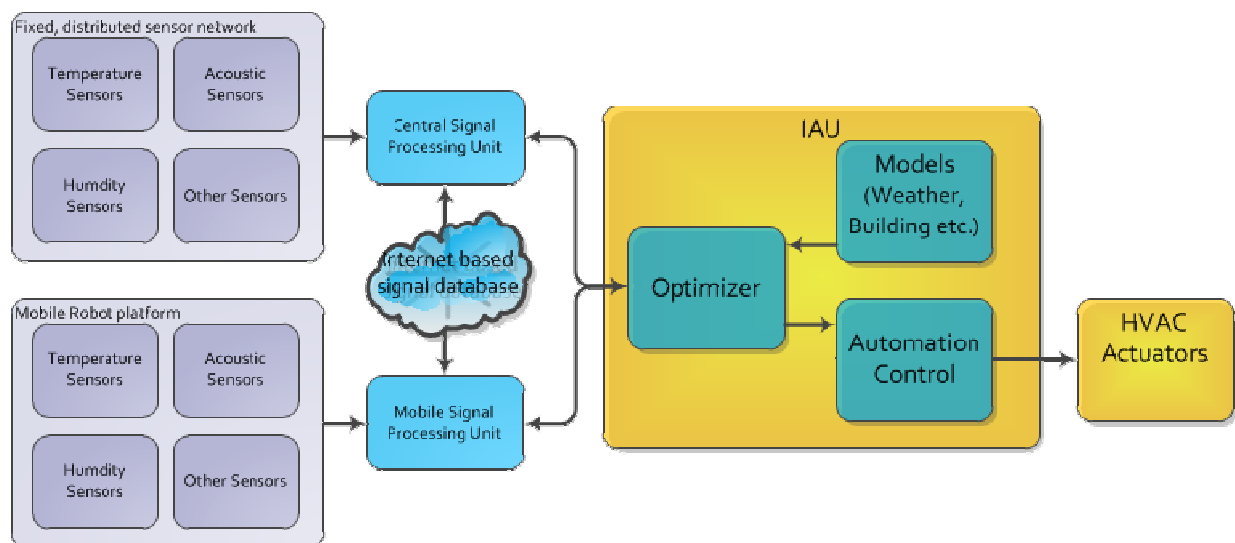 Fixed, distributed sensor network
Temperature
Sensors
Acoustic
Sensors
Humdity
Sensors
Other Sensors
Central Signal
Processing Unit
Internet based
signal database
Mobile Robot platform
Temperature
Sensors
Acoustic
Sensors
Humdity
Sensors
Other Sensors
Mobile Signal
Processing Unit
IAU
Models
(Weather,
Building etc.)
Optimizer
Automation
Control
HVAC
Actuators